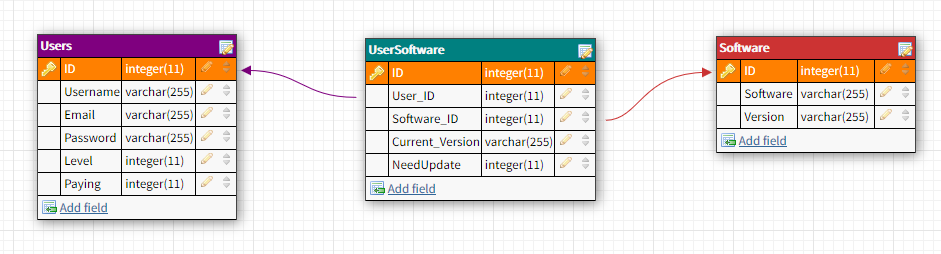 Users
ID integer(11)
Username varchar(255)
Email varchar(255)
Password varchar(255)
Level integer(11)
Paying integer(11)
Add field
UserSoftware
ID integer(11)
User_ID integer(11)
Software_ID integer(11)
Current_Version varchar(255)
NeedUpdate integer(11)
Add field
Software
ID integer(11)
Software varchar(255)
Version varchar(255)
Add field